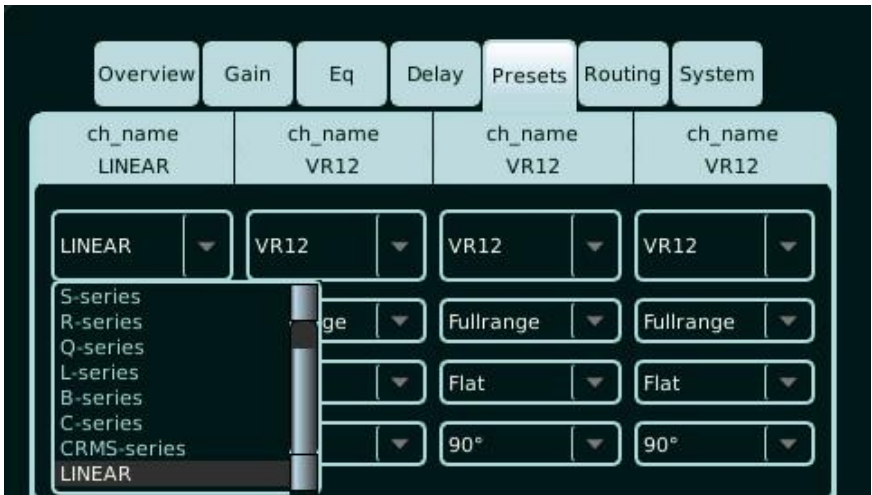 Overview Gain Eq Delay Presets Routing System
ch_name ch_name ch_name ch_name
LINEAR VR12 VR12 VR12
LINEAR VR12 VR12 VR12
S-series
R-series
ge Fullrange Fullrange
Q-series
L-series
Flat Flat
B-series
C-series
CRMS-series
90° 90°
LINEAR